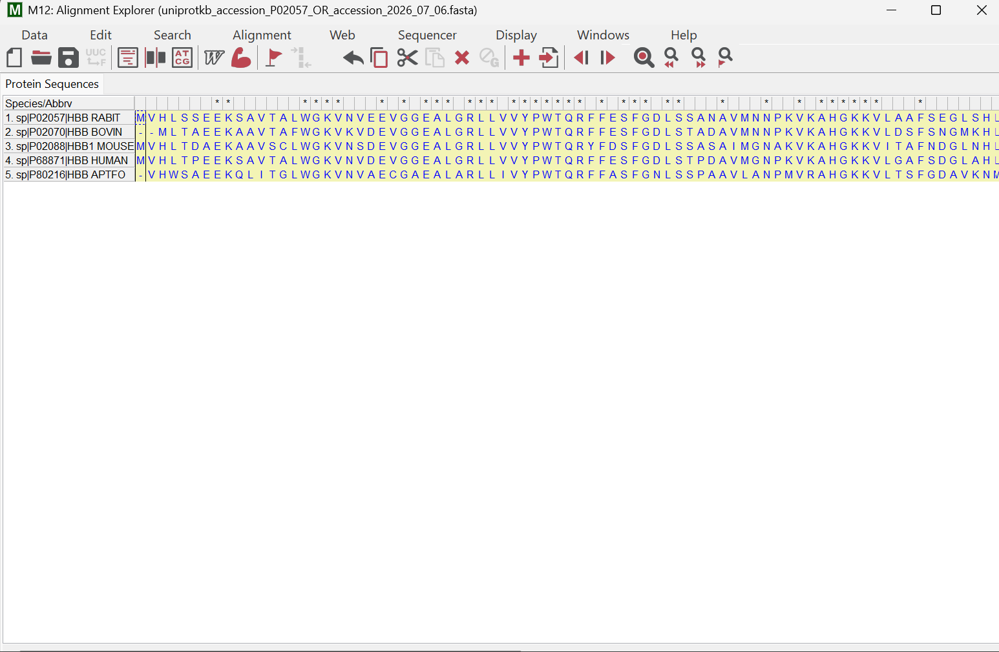 M M12: Alignment Explorer (uniprotkb_accession_P02057_OR_accession_2026_07_06.fasta)
Data Edit Search Alignment Web Sequencer Display Windows Help
UUC F AT CG W G
Protein Sequences
Species/Abbrv * * * * * * * * * * * * * * * * * * * * * * * * * * * * * * * * * * * * * *
1. sp|P02057|HBB RABIT M V H L S S E E K S A V T A L W G K V N V E E V G G E A L G R L L V V Y P W T Q R F F E S F G D L S S A N A V M N N P K V K A H G K K V L A A F S E G L S H L
2. sp|P02070|HBB BOVIN - - M L T A E E K A A V T A F W G K V K V D E V G G E A L G R L L V V Y P W T Q R F F E S F G D L S T A D A V M N N P K V K A H G K K V L D S F S N G M K H L
3. sp|P02088|HBB1 MOUSE M V H L T D A E K A A V S C L W G K V N S D E V G G E A L G R L L V V Y P W T Q R Y F D S F G D L S S A S A I M G N A K V K A H G K K V I T A F N D G L N H L
4. sp|P68871|HBB HUMAN M V H L T P E E K S A V T A L W G K V N V D E V G G E A L G R L L V V Y P W T Q R F F E S F G D L S T P D A V M G N P K V K A H G K K V L G A F S D G L A H L
5. sp|P80216|HBB APTFO - V H W S A E E K Q L I T G L W G K V N V A E C G A E A L A R L L I V Y P W T Q R F F A S F G N L S S P A A V L A N P M V R A H G K K V L T S F G D A V K N M